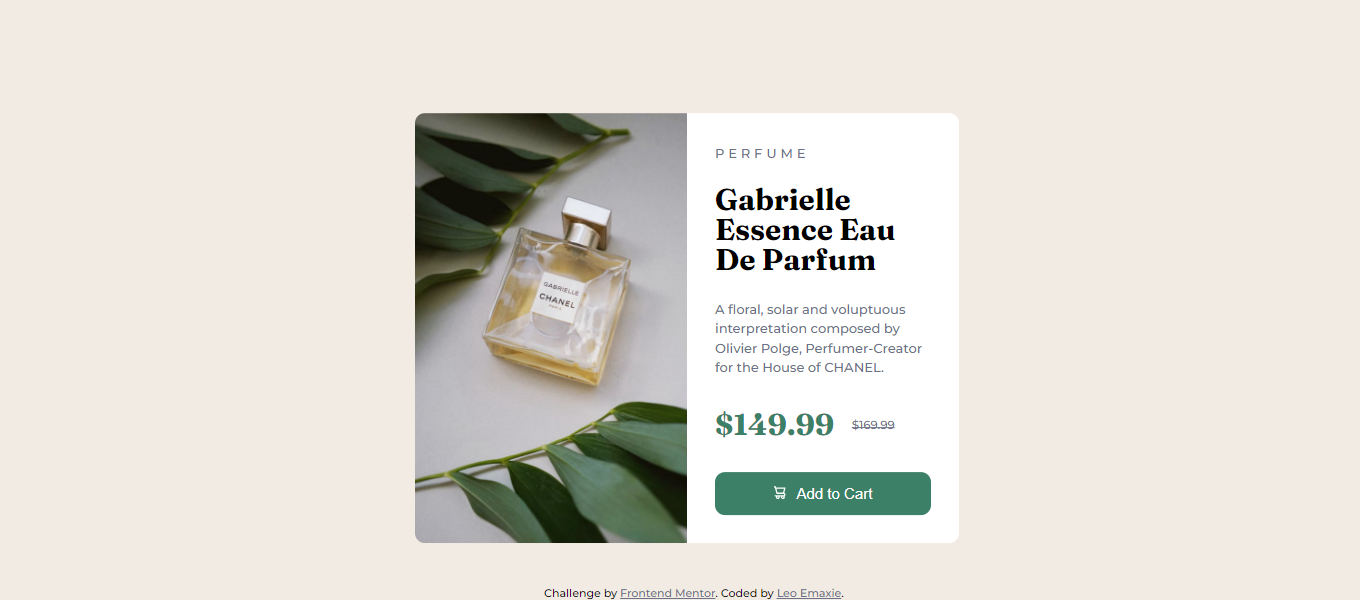 GABRIELLE
CHANEL
PERFUME
Gabrielle
Essence Eau
De Parfum
A floral, solar and voluptuous
interpretation composed by
Olivier Polge, Perfumer-Creator
for the House of CHANEL.
$149.99 $169.99
Add to Cart
Challenge by Frontend Mentor. Coded by Leo Emaxie.